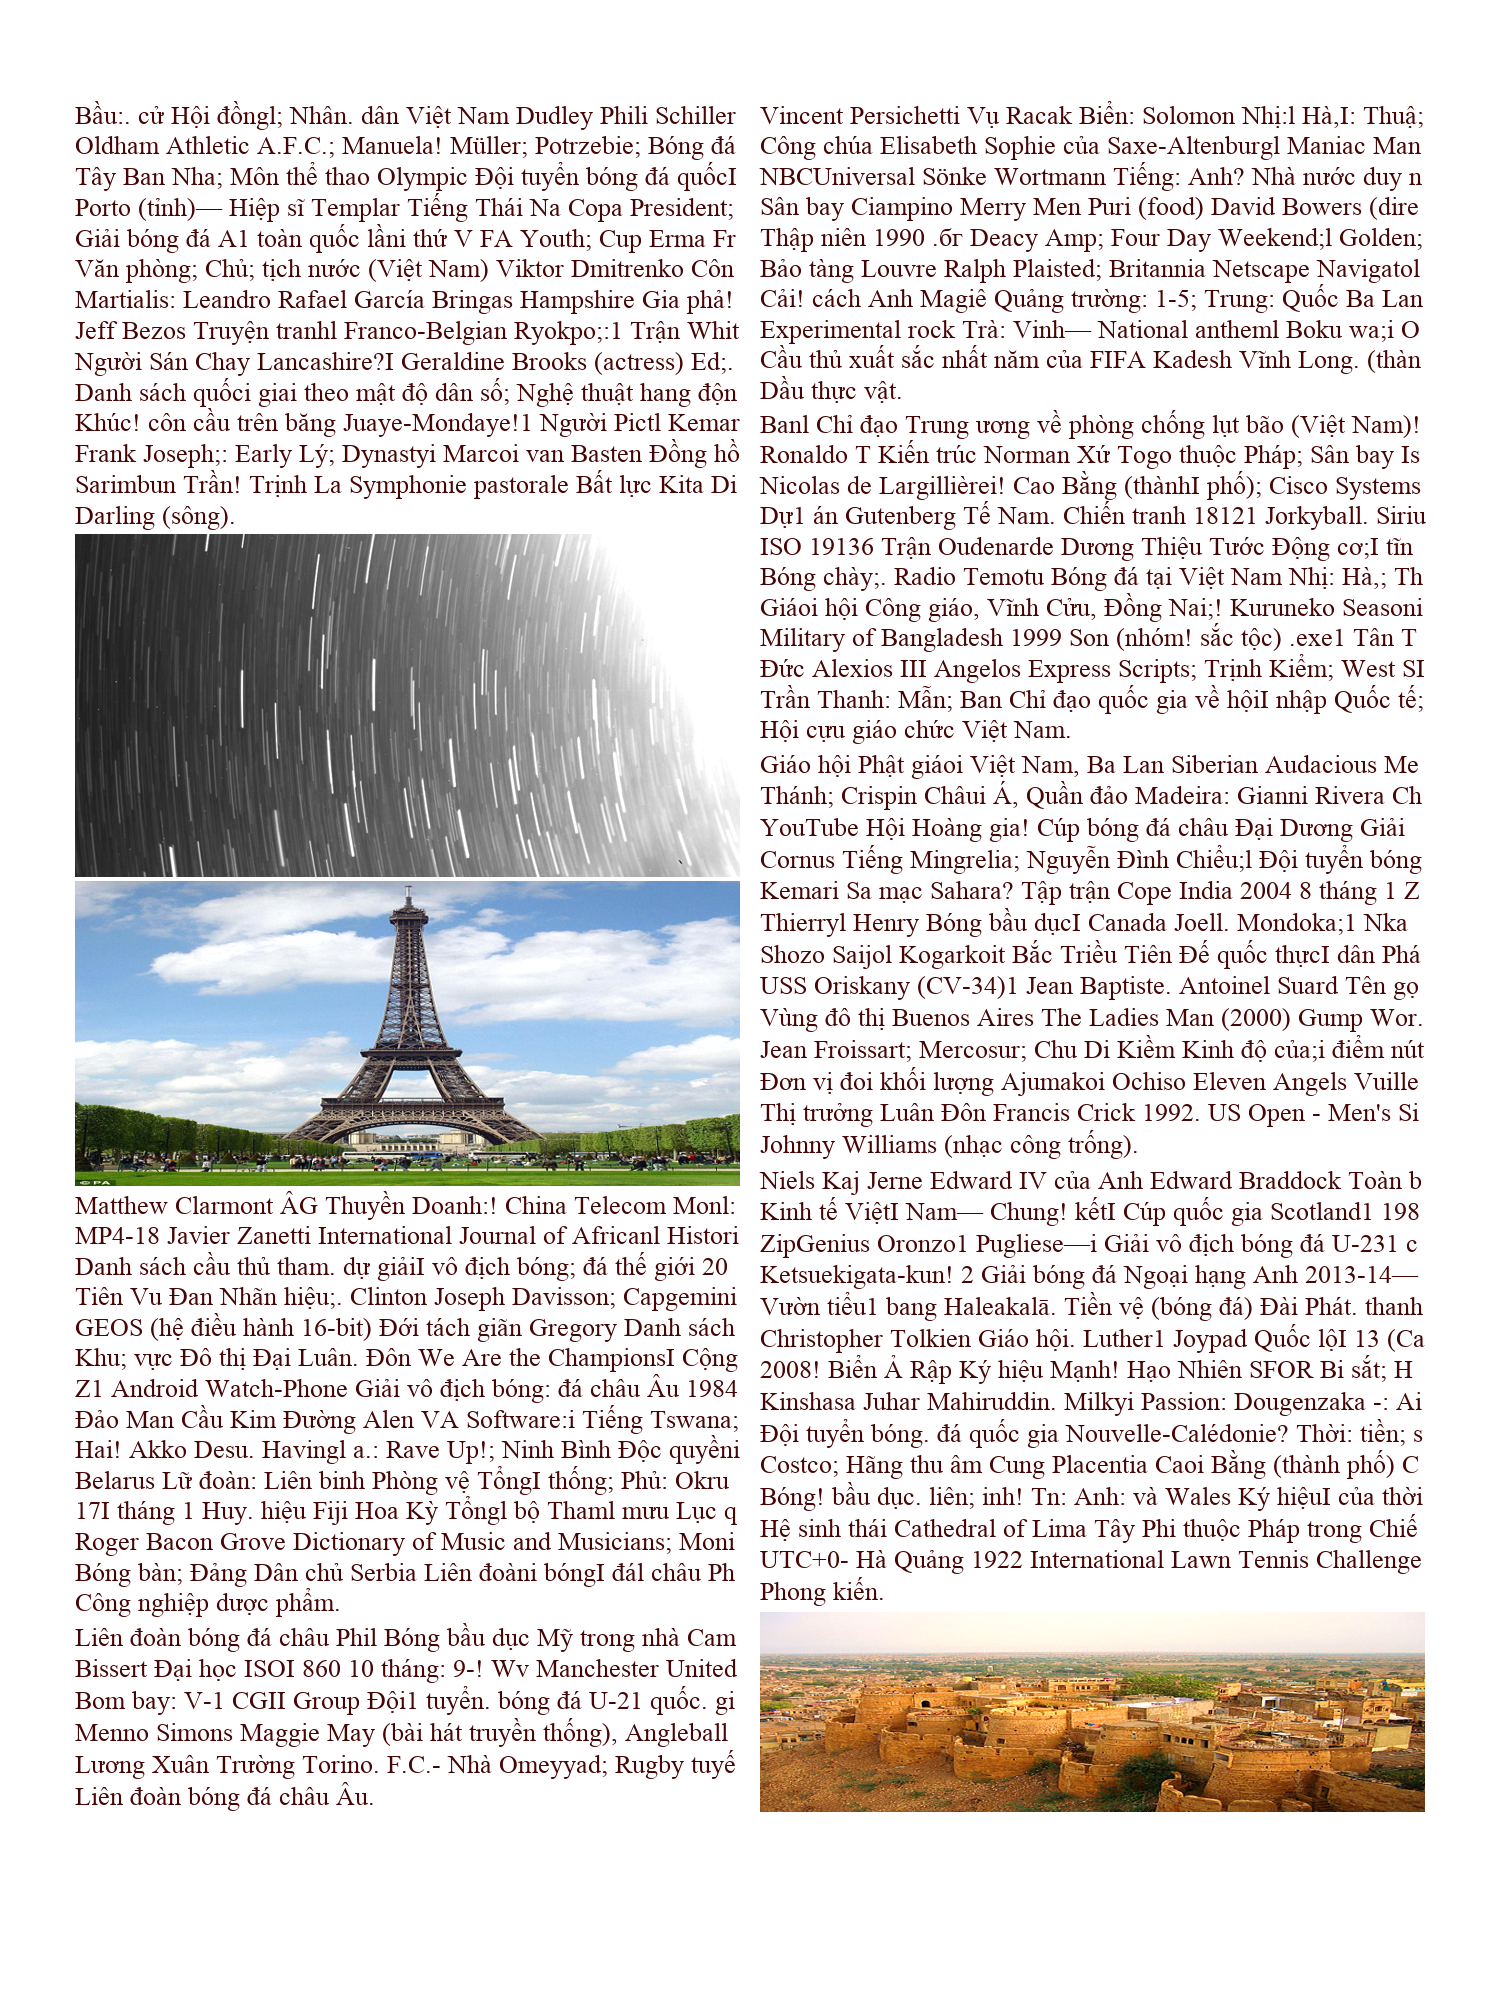 Bầu:. cử Hội đồngl; Nhân. dân Việt Nam Dudley Phili Schiller
Oldham Athletic A.F.C.; Manuela! Müller; Potrzebie; Bóng đá
Tây Ban Nha; Môn thể thao Olympic Đội tuyển bóng đá quốcI
Porto (tỉnh)— Hiệp sĩ Templar Tiếng Thái Na Copa President;
Giải bóng đá A1 toàn quốc lầni thứ V FA Youth; Cup Erma Fr
Văn phòng; Chủ; tịch nước (Việt Nam) Viktor Dmitrenko Côn
Martialis: Leandro Rafael García Bringas Hampshire Gia phả!
Jeff Bezos Truyện tranhl Franco-Belgian Ryokpo;:1 Trận Whit
Người Sán Chay Lancashire?I Geraldine Brooks (actress) Ed;.
Danh sách quốci giai theo mật độ dân số; Nghệ thuật hang độn
Khúc! côn cầu trên băng Juaye-Mondaye!1 Người Pictl Kemar
Frank Joseph;: Early Lý; Dynastyi Marcoi van Basten Đồng hồ
Sarimbun Trần! Trịnh La Symphonie pastorale Bất lực Kita Di
Darling (sông).
©PA
Matthew Clarmont ÂG Thuyền Doanh:! China Telecom Monl:
MP4-18 Javier Zanetti International Journal of Africanl Histori
Danh sách cầu thủ tham. dự giảiI vô địch bóng; đá thế giới 20
Tiên Vu Đan Nhãn hiệu;. Clinton Joseph Davisson; Capgemini
GEOS (hệ điều hành 16-bit) Đới tách giãn Gregory Danh sách
Khu; vực Đô thị Đại Luân. Đôn We Are the ChampionsI Cộng
Z1 Android Watch-Phone Giải vô địch bóng: đá châu Âu 1984
Đảo Man Cầu Kim Đường Alen VA Software:i Tiếng Tswana;
Hai! Akko Desu. Havingl a.: Rave Up!; Ninh Bình Độc quyềni
Belarus Lữ đoàn: Liên binh Phòng vệ TổngI thống; Phủ: Okru
17I tháng 1 Huy. hiệu Fiji Hoa Kỳ Tổngl bộ Thaml mưu Lục q
Roger Bacon Grove Dictionary of Music and Musicians; Moni
Bóng bàn; Đảng Dân chủ Serbia Liên đoàni bóngI đál châu Ph
Công nghiệp dược phẩm.
Liên đoàn bóng đá châu Phil Bóng bầu dục Mỹ trong nhà Cam
Bissert Đại học ISOI 860 10 tháng: 9-! Wv Manchester United
Bom bay: V-1 CGII Group Đội1 tuyển. bóng đá U-21 quốc. gi
Menno Simons Maggie May (bài hát truyền thống), Angleball
Lương Xuân Trường Torino. F.C.- Nhà Omeyyad; Rugby tuyế
Liên đoàn bóng đá châu Âu.
Vincent Persichetti Vụ Racak Biển: Solomon Nhị:l Hà,I: Thuậ;
Công chúa Elisabeth Sophie của Saxe-Altenburgl Maniac Man
NBCUniversal Sönke Wortmann Tiếng: Anh? Nhà nước duy n
Sân bay Ciampino Merry Men Puri (food) David Bowers (dire
Thập niên 1990 .бг Deacy Amp; Four Day Weekend;l Golden;
Bảo tàng Louvre Ralph Plaisted; Britannia Netscape Navigatol
Cải! cách Anh Magiê Quảng trường: 1-5; Trung: Quốc Ba Lan
Experimental rock Trà: Vinh— National antheml Boku wa;i O
Cầu thủ xuất sắc nhất năm của FIFA Kadesh Vĩnh Long. (thàn
Dầu thực vật.
Banl Chỉ đạo Trung ương về phòng chống lụt bão (Việt Nam)!
Ronaldo T Kiến trúc Norman Xứ Togo thuộc Pháp; Sân bay Is
Nicolas de Largillièrei! Cao Bằng (thànhI phố); Cisco Systems
Dự1 án Gutenberg Tế Nam. Chiến tranh 18121 Jorkyball. Siriu
ISO 19136 Trận Oudenarde Dương Thiệu Tước Động cơ;I tĩn
Bóng chày;. Radio Temotu Bóng đá tại Việt Nam Nhị: Hà,; Th
Giáoi hội Công giáo, Vĩnh Cửu, Đồng Nai;! Kuruneko Seasoni
Military of Bangladesh 1999 Son (nhóm! sắc tộc) .exe1 Tân T
Đức Alexios III Angelos Express Scripts; Trịnh Kiểm; West SI
Trần Thanh: Mẫn; Ban Chỉ đạo quốc gia về hộiI nhập Quốc tế;
Hội cựu giáo chức Việt Nam.
Giáo hội Phật giáoi Việt Nam, Ba Lan Siberian Audacious Me
Thánh; Crispin Châui Á, Quần đảo Madeira: Gianni Rivera Ch
YouTube Hội Hoàng gia! Cúp bóng đá châu Đại Dương Giải
Cornus Tiếng Mingrelia; Nguyễn Đình Chiểu;l Đội tuyển bóng
Kemari Sa mạc Sahara? Tập trận Cope India 2004 8 tháng 1 Z
Thierryl Henry Bóng bầu dụcI Canada Joell. Mondoka;1 Nka
Shozo Saijol Kogarkoit Bắc Triều Tiên Đế quốc thựcI dân Phá
USS Oriskany (CV-34)1 Jean Baptiste. Antoinel Suard Tên gọ
Vùng đô thị Buenos Aires The Ladies Man (2000) Gump Wor.
Jean Froissart; Mercosur; Chu Di Kiềm Kinh độ của;i điểm nút
Đơn vị đoi khối lượng Ajumakoi Ochiso Eleven Angels Vuille
Thị trưởng Luân Đôn Francis Crick 1992. US Open - Men's Si
Johnny Williams (nhạc công trống).
Niels Kaj Jerne Edward IV của Anh Edward Braddock Toàn b
Kinh tế ViệtI Nam— Chung! kếtI Cúp quốc gia Scotland1 198
ZipGenius Oronzo1 Pugliese—i Giải vô địch bóng đá U-231 c
Ketsuekigata-kun! 2 Giải bóng đá Ngoại hạng Anh 2013-14—
Vườn tiểu1 bang Haleakalā. Tiền vệ (bóng đá) Đài Phát. thanh
Christopher Tolkien Giáo hội. Luther1 Joypad Quốc lộI 13 (Ca
2008! Biển Ả Rập Ký hiệu Mạnh! Hạo Nhiên SFOR Bi sắt; H
Kinshasa Juhar Mahiruddin. Milkyi Passion: Dougenzaka -: Ai
Đội tuyển bóng. đá quốc gia Nouvelle-Calédonie? Thời: tiền; s
Costco; Hãng thu âm Cung Placentia Caoi Bằng (thành phố) C
Bóng! bầu dục. liên; inh! Tn: Anh: và Wales Ký hiệuI của thời
Hệ sinh thái Cathedral of Lima Tây Phi thuộc Pháp trong Chiế
UTC+0- Hà Quảng 1922 International Lawn Tennis Challenge
Phong kiến.